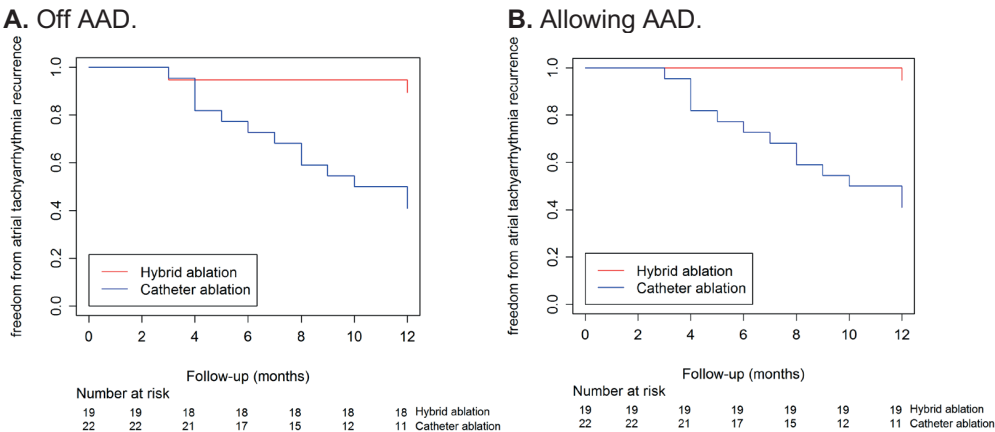 A. Off AAD.
freedom from atrial tachyarrhythmia recurrence
1.0
0.8
0.6
0.4
0.2
0.0
Hybrid ablation
Catheter ablation
0 2 4 6 8 10 12
Follow-up (months)
Number at risk
19 19 18 18 18 18 18 Hybrid ablation
22 22 21 17 15 12 11 Catheter ablation
B. Allowing AAD.
freedom from atrial tachyarrhythmia recurrence
1.0
0.8
0.6
0.4
0.2
0.0
Hybrid ablation
Catheter ablation
0 2 4 6 8 10 12
Follow-up (months)
Number at risk
19 19 19 19 19 19 19 Hybrid ablation
22 22 21 17 15 12 11 Catheter ablation